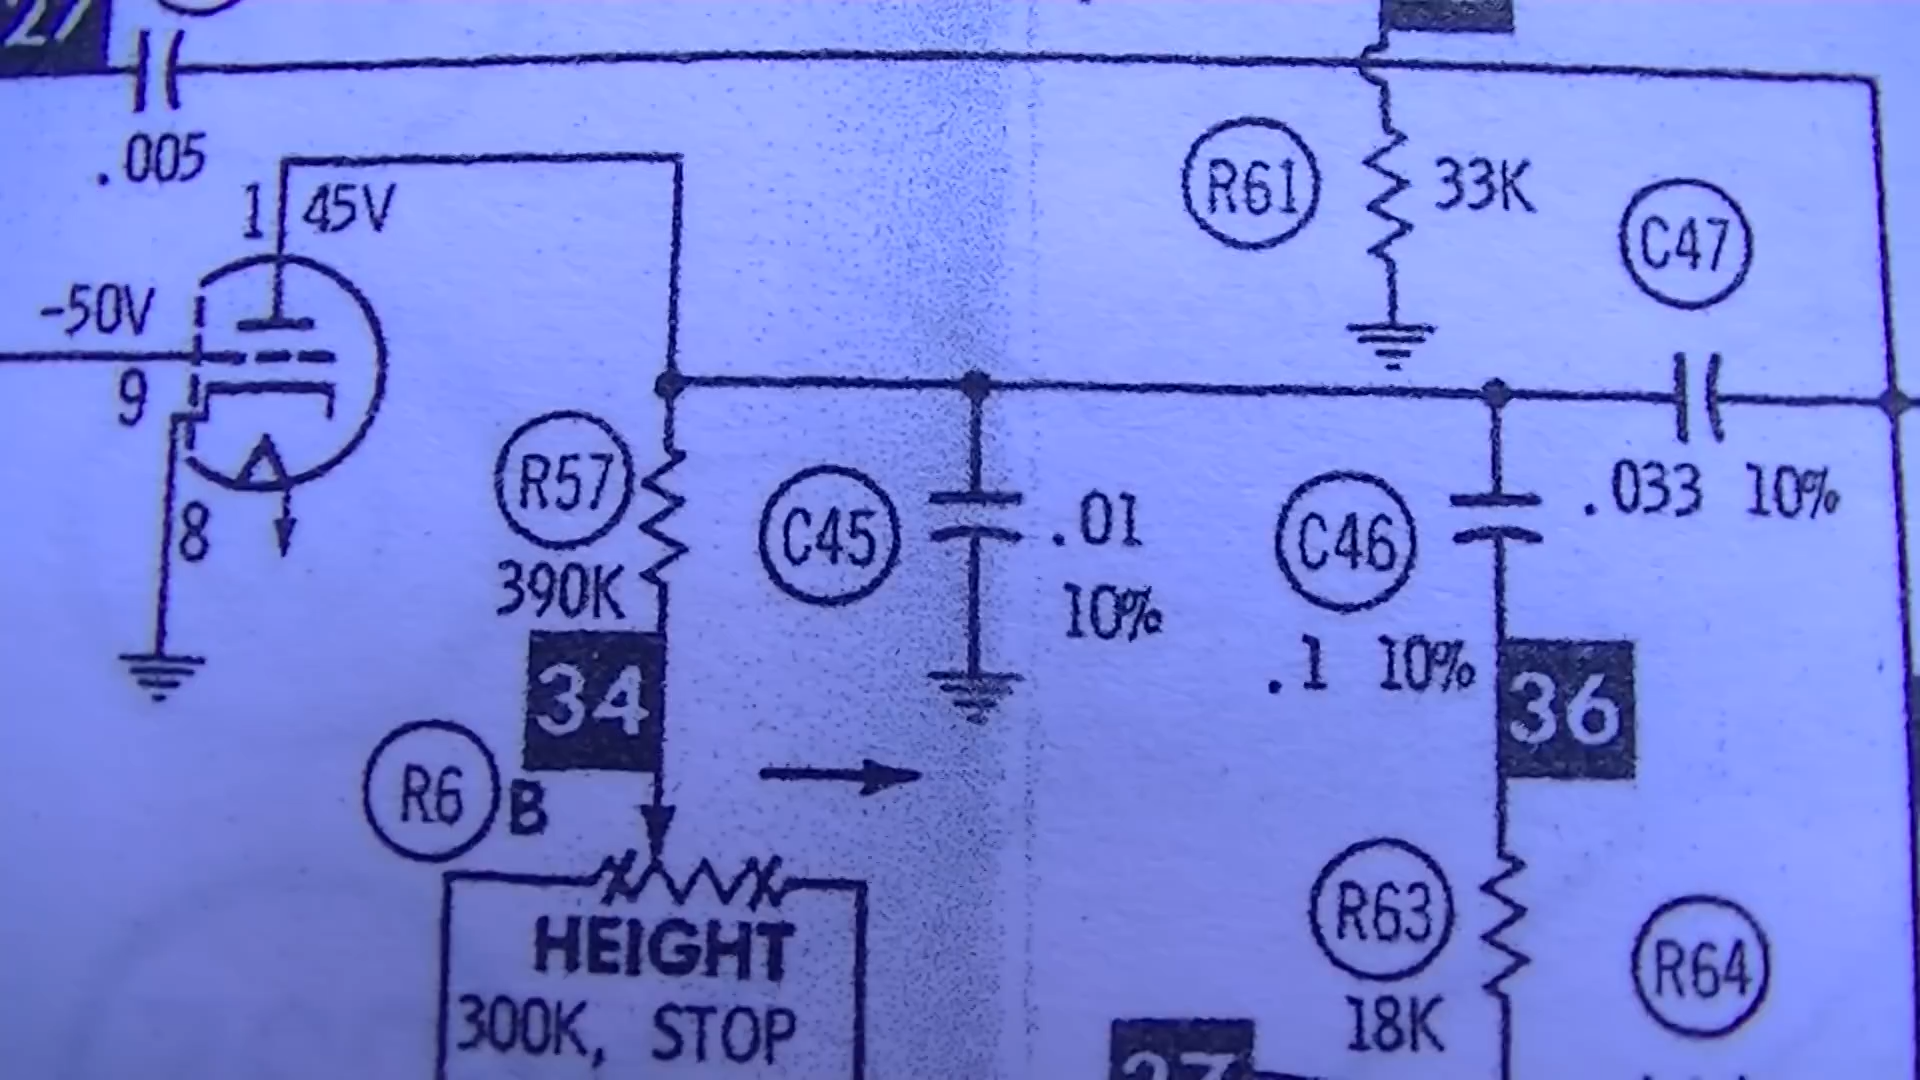 27
.005
1 45V
-50V
9
8
R57
390K
34
R6 B
HEIGHT
300K, STOP
C45
.01
10%
R61 33K
C47
.033 10%
C46
.1 10%
36
R63
18K
R64